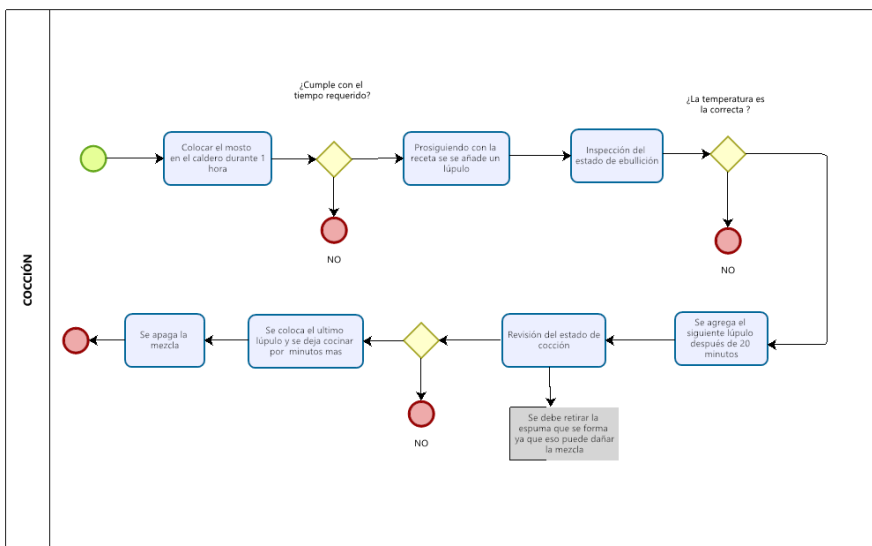 COCCIÓN
Colocar el mosto
en el caldero durante 1
hora
¿Cumple con el
tiempo requerido?
NO
Prosiguiendo con la
receta se se añade un
lúpulo
Inspección del
estado de ebullición
¿La temperatura es
la correcta ?
NO
Se agrega el
siguiente lúpulo
después de 20
minutos
Revisión del estado de
cocción
Se debe retirar la
espuma que se forma
ya que eso puede dañar
la mezcla
NO
Se coloca el ultimo
lúpulo y se deja cocinar
por minutos mas
Se apaga la
mezcla